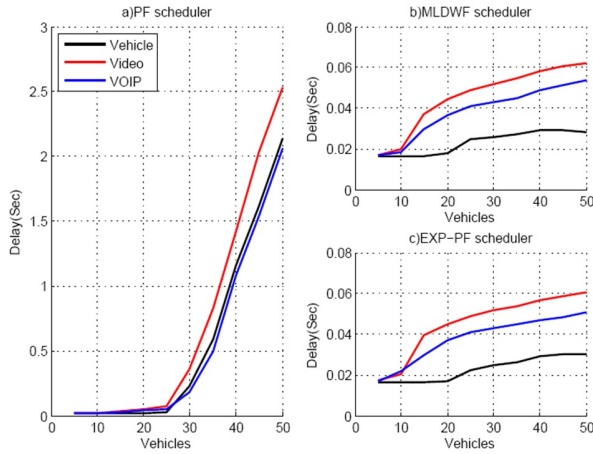 a)PF scheduler
3
2.5
2
1.5
1
0.5
0
Delay(Sec)
Vehicle
Video
VOIP
0 10 20 30 40 50
Vehicles
b)MLDWF scheduler
0.08
0.06
0.04
0.02
0
Delay(Sec)
0 10 20 30 40 50
Vehicles
c)EXP-PF scheduler
0.08
0.06
0.04
0.02
0
Delay(Sec)
0 10 20 30 40 50
Vehicles